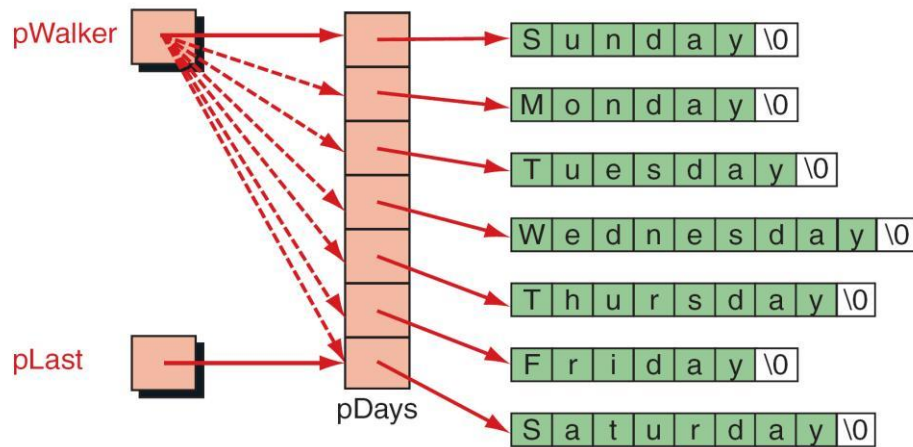 pWalker
S u n d a y \0
M o n d a y \0
T u e s d a y \0
W e d n e s d a y \0
T h u r s d a y \0
pLast
F r i d a y \0
pDays
S a t u r d a y \0